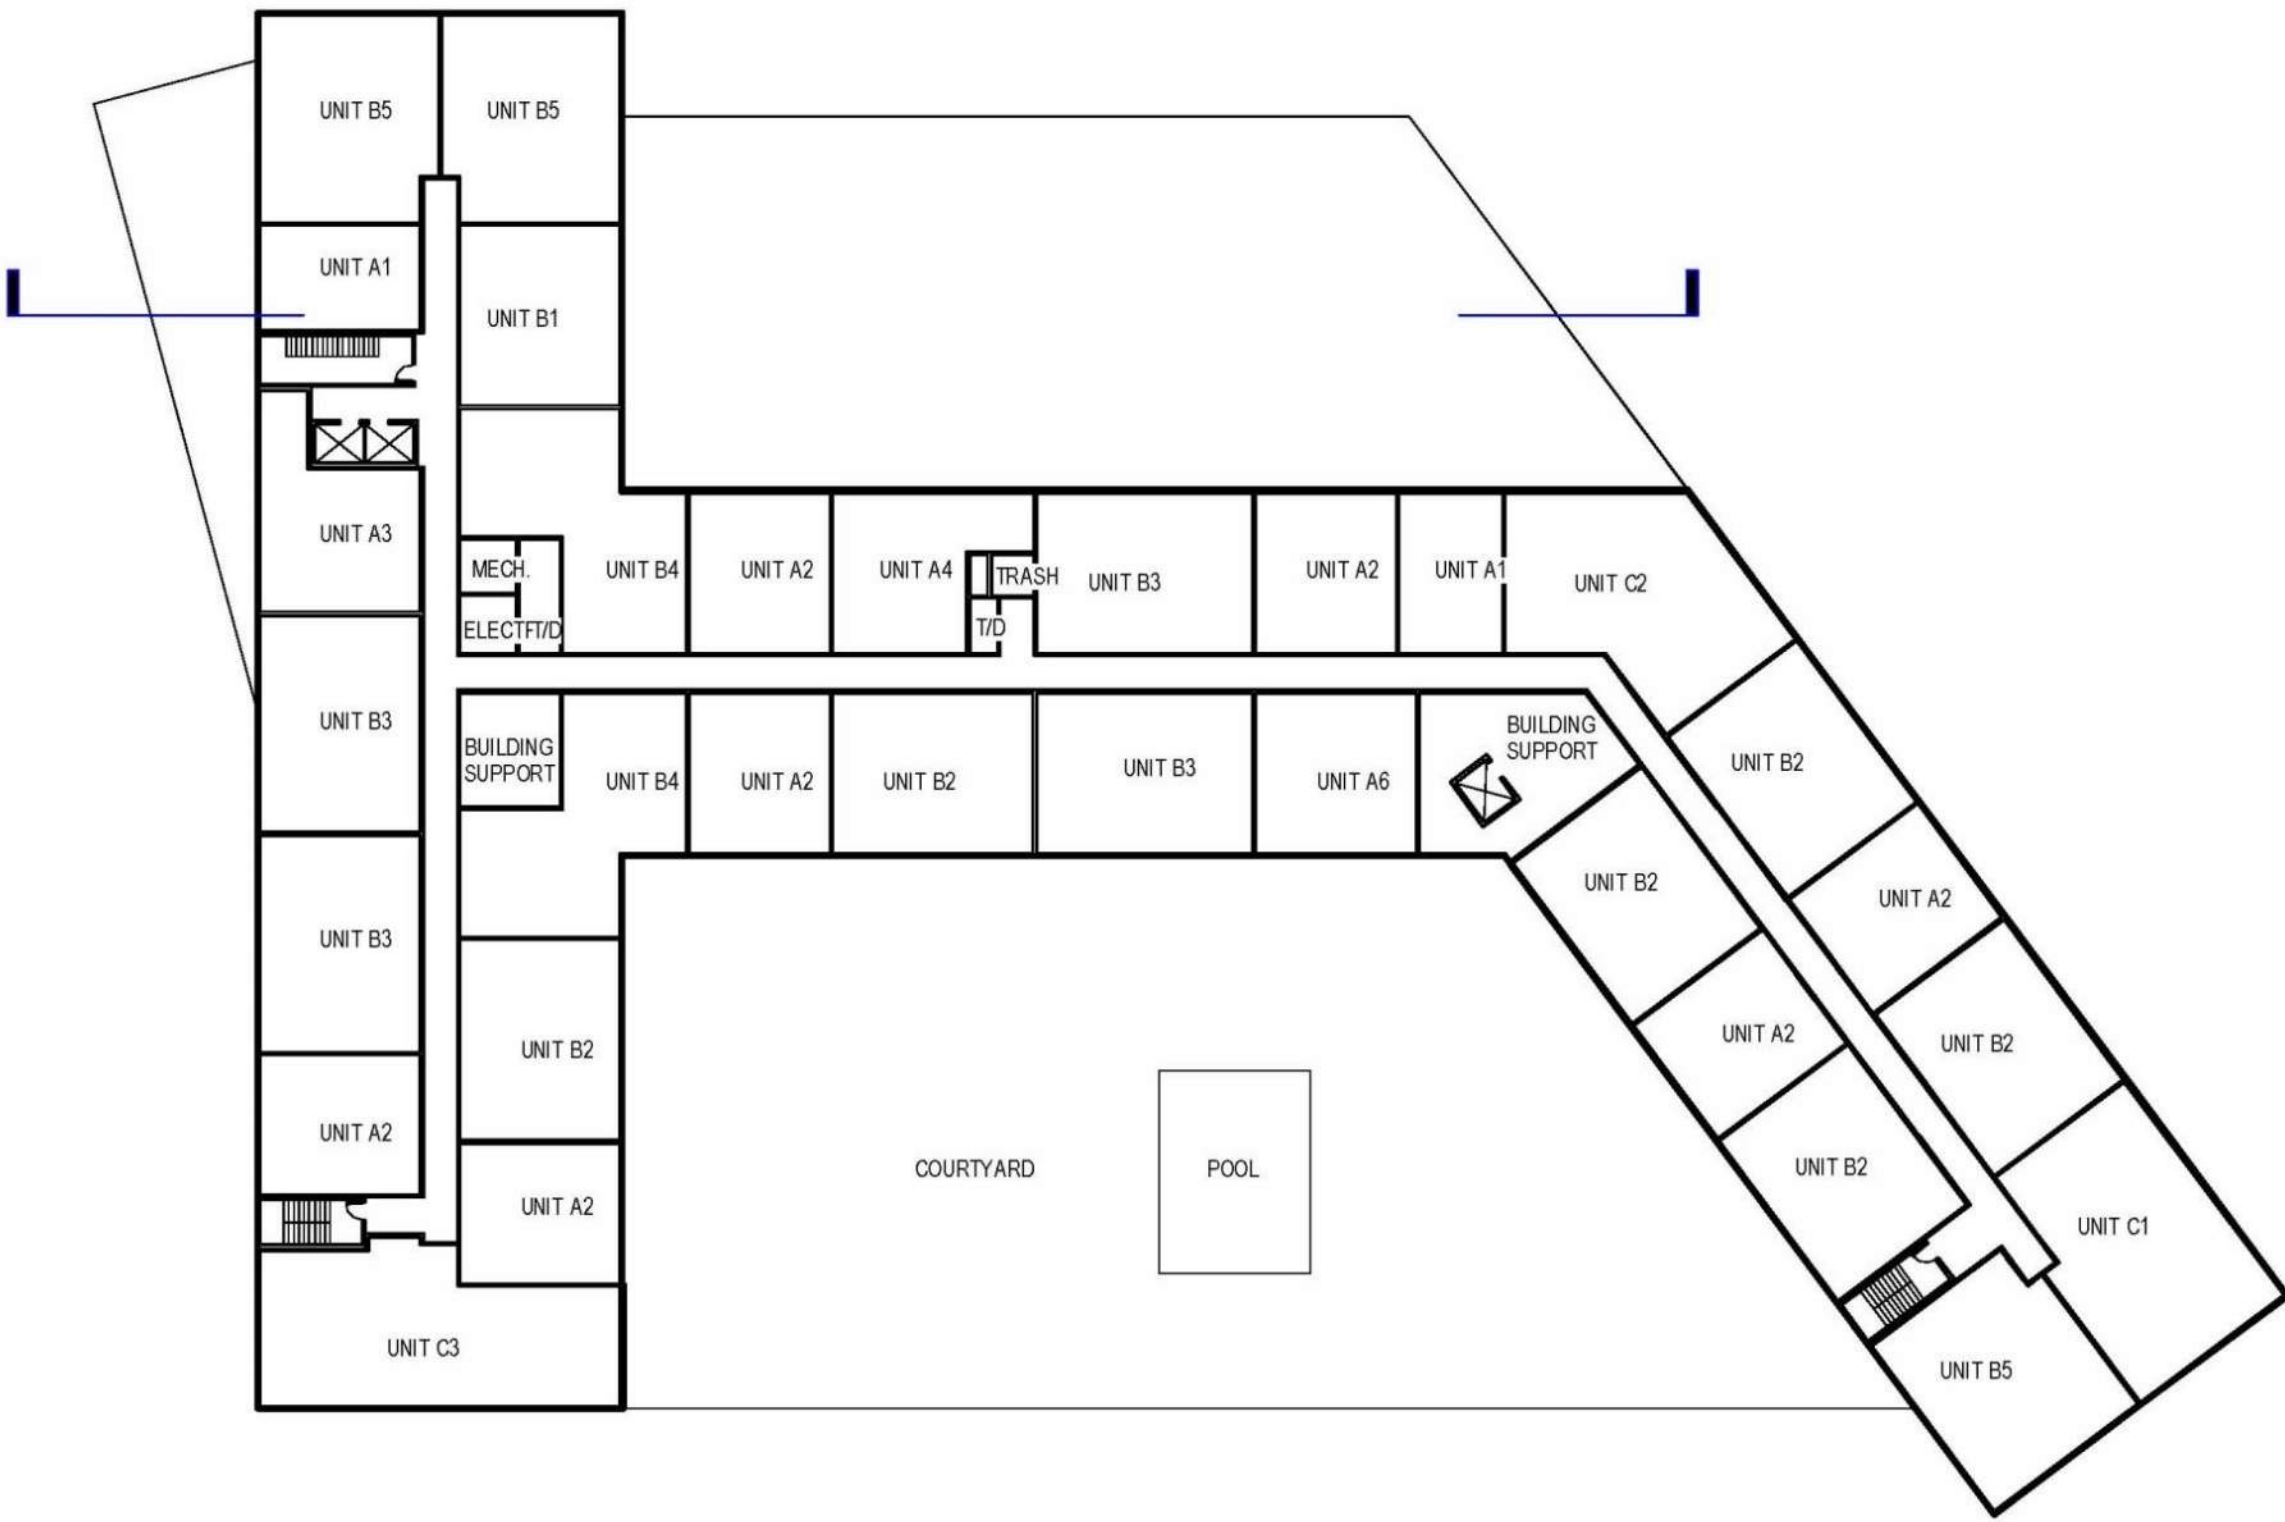 UNIT B5
UNIT B5
UNIT A1
UNIT B1
UNIT A3
MECH.
UNIT B4
UNIT A2
UNIT A4
TRASH
UNIT B3
UNIT A2
UNIT A1
UNIT C2
ELECT
T/D
T/D
UNIT B3
BUILDING
SUPPORT
UNIT B4
UNIT A2
UNIT B2
UNIT B3
UNIT A6
BUILDING
SUPPORT
UNIT B2
UNIT B2
UNIT A2
UNIT B3
UNIT B2
UNIT A2
UNIT B2
UNIT A2
UNIT A2
COURTYARD
POOL
UNIT B2
UNIT C1
UNIT C3
UNIT B5